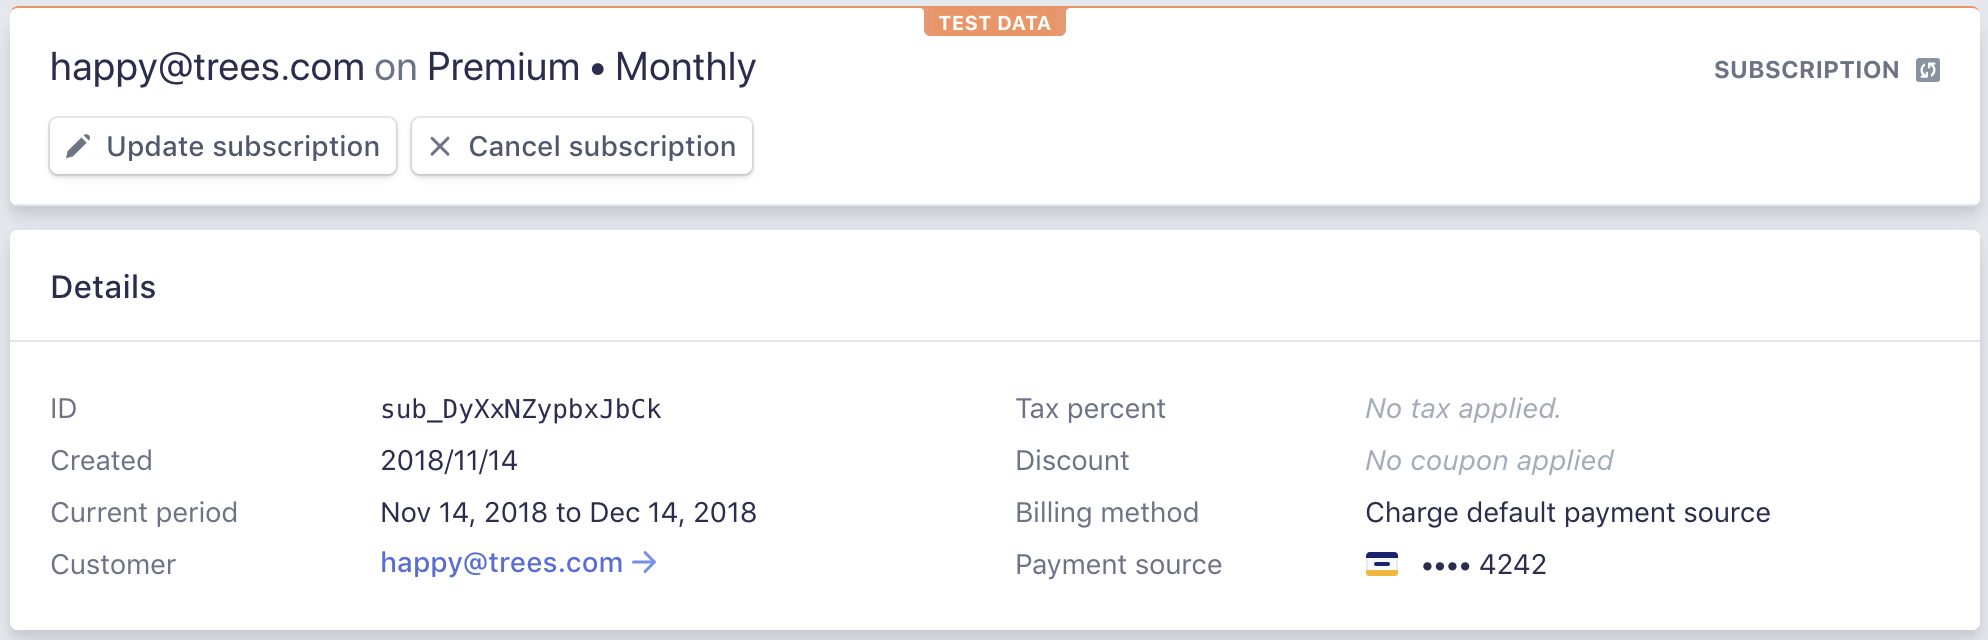 TEST DATA
happy@trees.com on Premium • Monthly
SUBSCRIPTION
Update subscription
Cancel subscription
Details
ID sub_DyXxNZypbxJbCk
Created 2018/11/14
Current period Nov 14, 2018 to Dec 14, 2018
Customer happy@trees.com →
Tax percent No tax applied.
Discount No coupon applied
Billing method Charge default payment source
Payment source •••• 4242